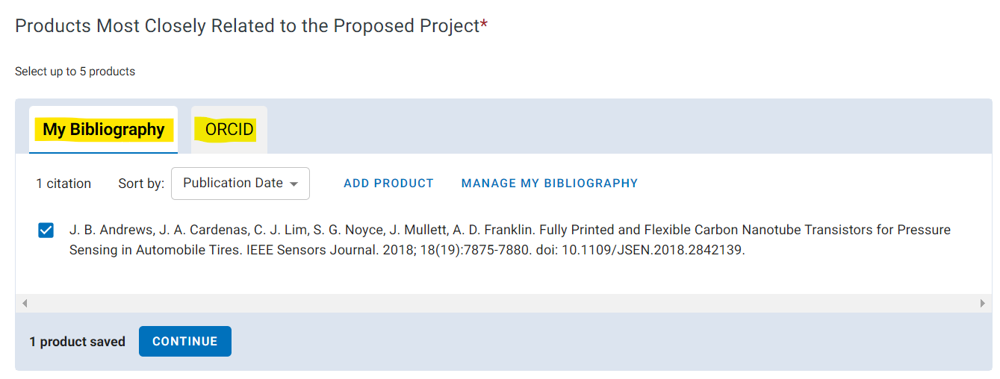 Products Most Closely Related to the Proposed Project*
Select up to 5 products
My Bibliography ORCID
1 citation Sort by: Publication Date ADD PRODUCT MANAGE MY BIBLIOGRAPHY
J. B. Andrews, J. A. Cardenas, C. J. Lim, S. G. Noyce, J. Mullett, A. D. Franklin. Fully Printed and Flexible Carbon Nanotube Transistors for Pressure
Sensing in Automobile Tires. IEEE Sensors Journal. 2018; 18(19):7875-7880. doi: 10.1109/JSEN.2018.2842139.
1 product saved CONTINUE